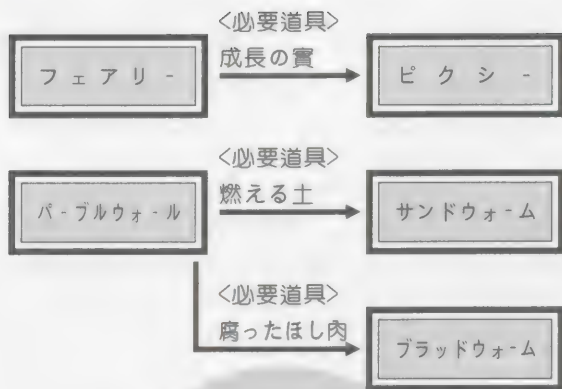 <必要道具>
成長の實
フェアリ-
ピクシ-
<必要道具>
燃える土
パ-ブルウォ-ル
サンドウォ-ム
<必要道具>
腐ったほし肉
ブラッドウォ-ム